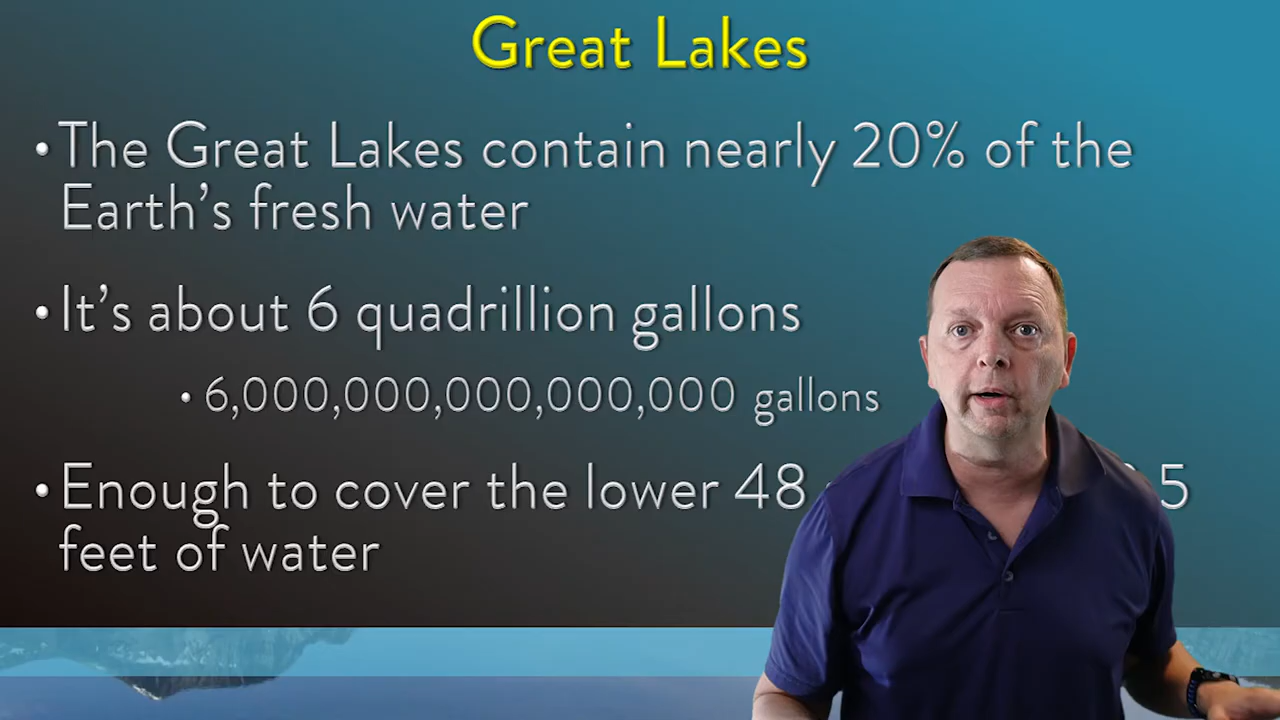 Great Lakes
• The Great Lakes contain nearly 20% of the
Earth's fresh water
• It's about 6 quadrillion gallons
• 6,000,000,000,000,000 gallons
• Enough to cover the lower 48 5
feet of water